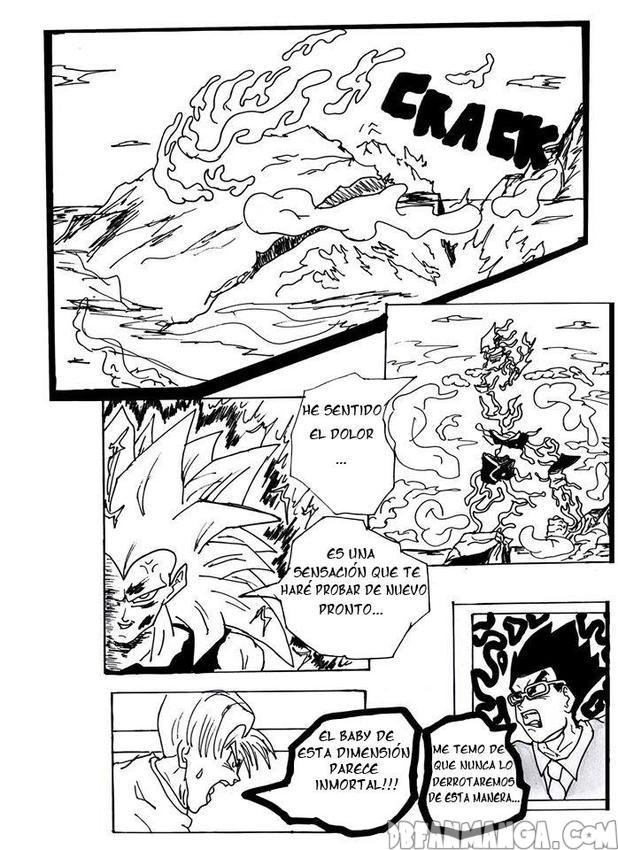 CRACK
HE SENTIDO
EL DOLOR
...
ES UNA
SENSACIÓN QUE TE
HARÉ PROBAR DE NUEVO
PRONTO...
ME TEMO DE
QUE NUNCA LO
DERROTAREMOS
DE ESTA MANERA...
EL BABY DE
ESTA DIMENSIÓN
PARECE
INMORTAL!!!
DBFANMANGA.COM